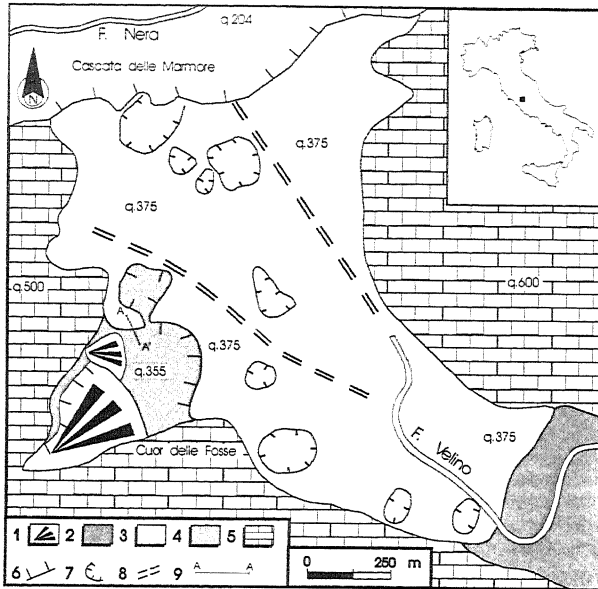 q.204
F. Nera
Cascata delle Marmore
N
q.375
q.375
q.500
q.600
A
A'
q.375
q.355
q.375
F. Velino
Cuor delle Fosse
1 2 3 4 5
6 7 8 9 A A
0 250 m